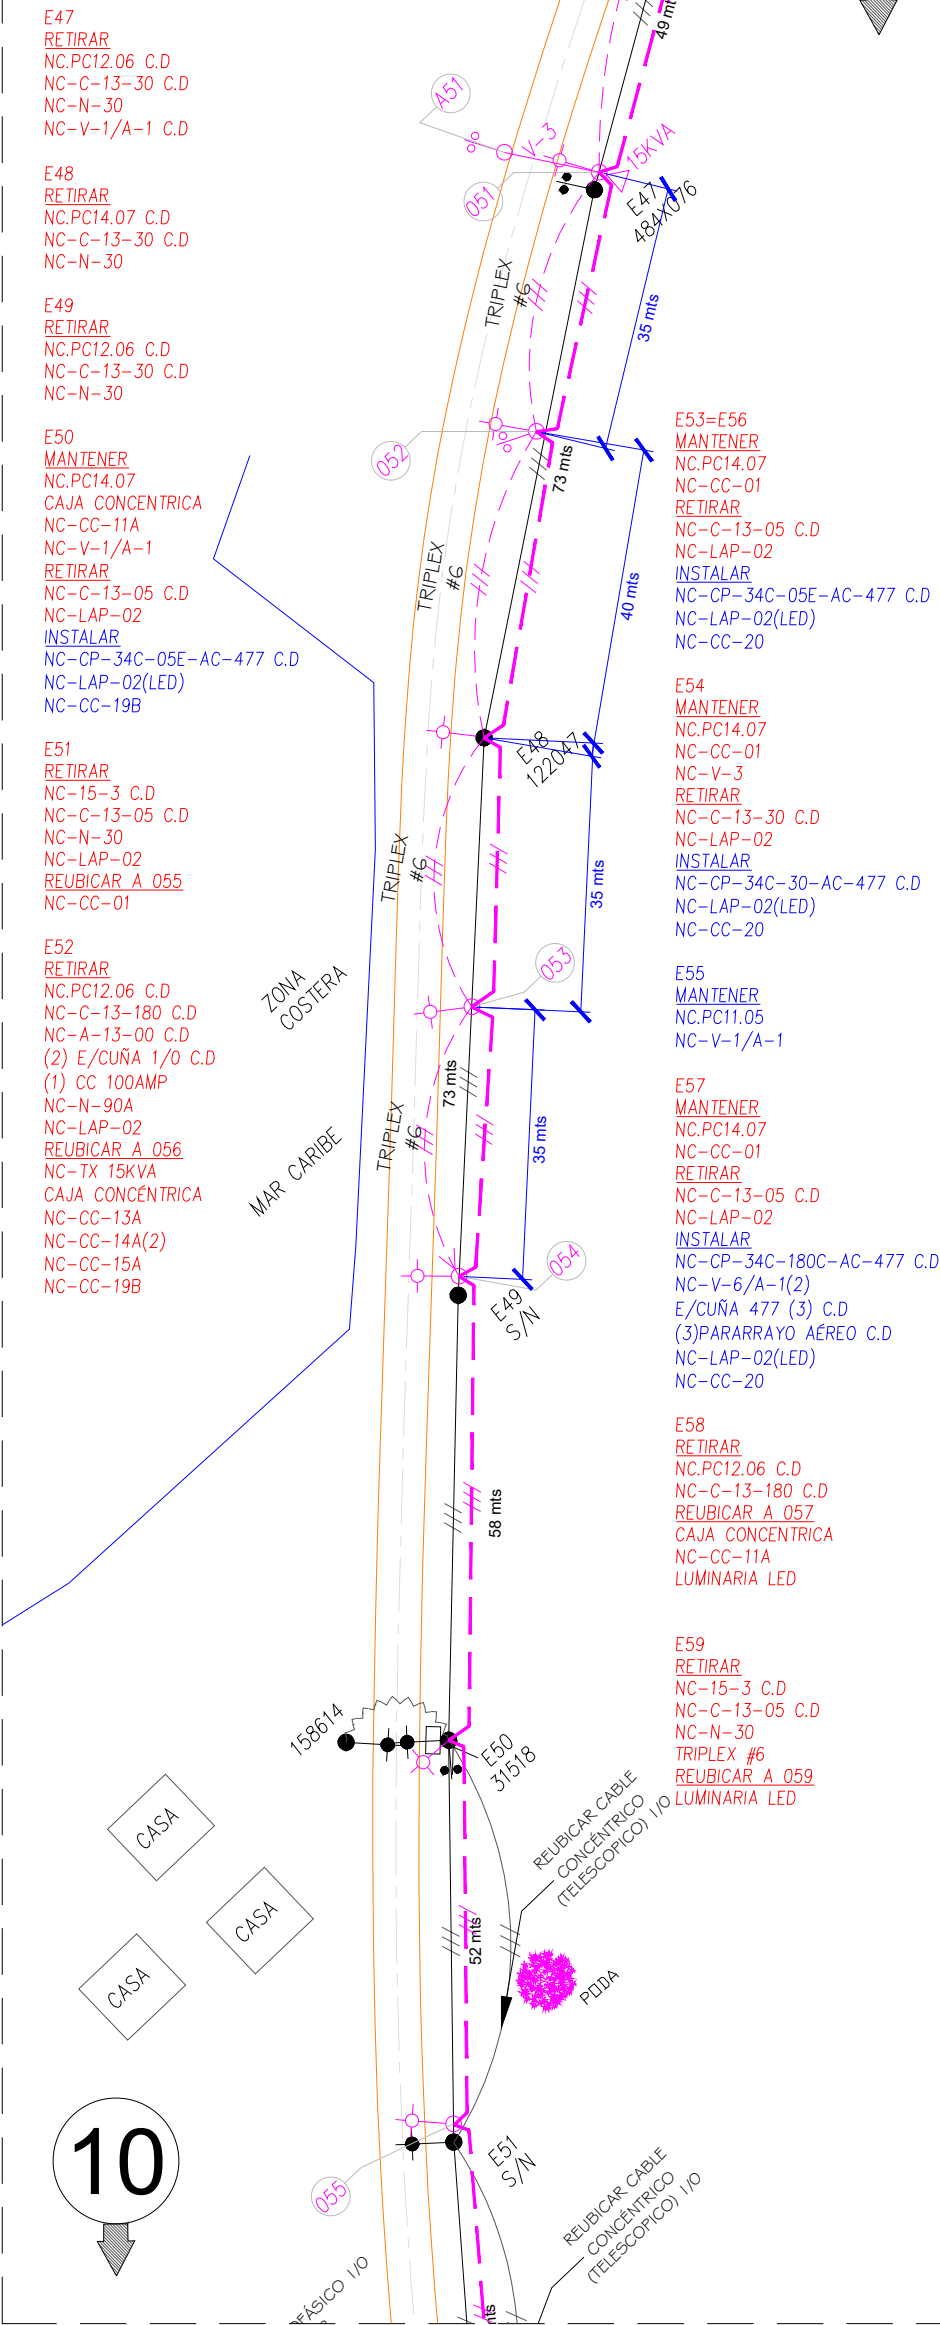 E47
RETIRAR
NC.PC12.06 C.D
NC-C-13-30 C.D
NC-N-30
NC-V-1/A-1 C.D
E48
RETIRAR
NC.PC14.07 C.D
NC-C-13-30 C.D
NC-N-30
E49
RETIRAR
NC.PC12.06 C.D
NC-C-13-30 C.D
NC-N-30
E50
MANTENER
NC.PC14.07
CAJA CONCENTRICA
NC-CC-11A
NC-V-1/A-1
RETIRAR
NC-C-13-05 C.D
NC-LAP-02
INSTALAR
NC-CP-34C-05E-AC-477 C.D
NC-LAP-02(LED)
NC-CC-19B
E51
RETIRAR
NC-15-3 C.D
NC-C-13-05 C.D
NC-N-30
NC-LAP-02
REUBICAR A 055
NC-CC-01
E52
RETIRAR
NC.PC12.06 C.D
NC-C-13-180 C.D
NC-A-13-00 C.D
(2) E/CUÑA 1/0 C.D
(1) CC 100AMP
NC-N-90A
NC-LAP-02
REUBICAR A 056
NC-TX 15KVA
CAJA CONCÉNTRICA
NC-CC-13A
NC-CC-14A(2)
NC-CC-15A
NC-CC-19B
49 mt
A51
V-3
15KVA
051
E47
484X076
TRIPLEX
#6
35 mts
052
73 mts
TRIPLEX
#6
40 mts
E48
122047
TRIPLEX
#6
35 mts
053
ZONA
COSTERA
73 mts
TRIPLEX
#6
35 mts
MAR CARIBE
054
E49
S/N
58 mts
158614
E50
31518
REUBICAR CABLE
CONCÉNTRICO
(TELESCOPICO) 1/0
CASA
CASA
CASA
52 mts
PODA
10
E51
S/N
055
REUBICAR CABLE
CONCÉNTRICO
(TELESCOPICO) 1/0
FÁSICO 1/0
nts
E53=E56
MANTENER
NC.PC14.07
NC-CC-01
RETIRAR
NC-C-13-05 C.D
NC-LAP-02
INSTALAR
NC-CP-34C-05E-AC-477 C.D
NC-LAP-02(LED)
NC-CC-20
E54
MANTENER
NC.PC14.07
NC-CC-01
NC-V-3
RETIRAR
NC-C-13-30 C.D
NC-LAP-02
INSTALAR
NC-CP-34C-30-AC-477 C.D
NC-LAP-02(LED)
NC-CC-20
E55
MANTENER
NC.PC11.05
NC-V-1/A-1
E57
MANTENER
NC.PC14.07
NC-CC-01
RETIRAR
NC-C-13-05 C.D
NC-LAP-02
INSTALAR
NC-CP-34C-180C-AC-477 C.D
NC-V-6/A-1(2)
E/CUÑA 477 (3) C.D
(3)PARARRAYO AÉREO C.D
NC-LAP-02(LED)
NC-CC-20
E58
RETIRAR
NC.PC12.06 C.D
NC-C-13-180 C.D
REUBICAR A 057
CAJA CONCENTRICA
NC-CC-11A
LUMINARIA LED
E59
RETIRAR
NC-15-3 C.D
NC-C-13-05 C.D
NC-N-30
TRIPLEX #6
REUBICAR A 059
LUMINARIA LED